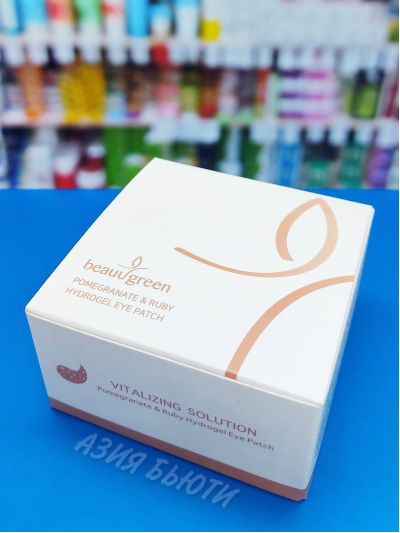 beauugreen
POMEGRANATE & RUBY
HYDROGEL EYE PATCH
VITALIZING SOLUTION
Pomegranate & Ruby Hydrogel Eye Patch
АЗИЯ БЬЮТИ